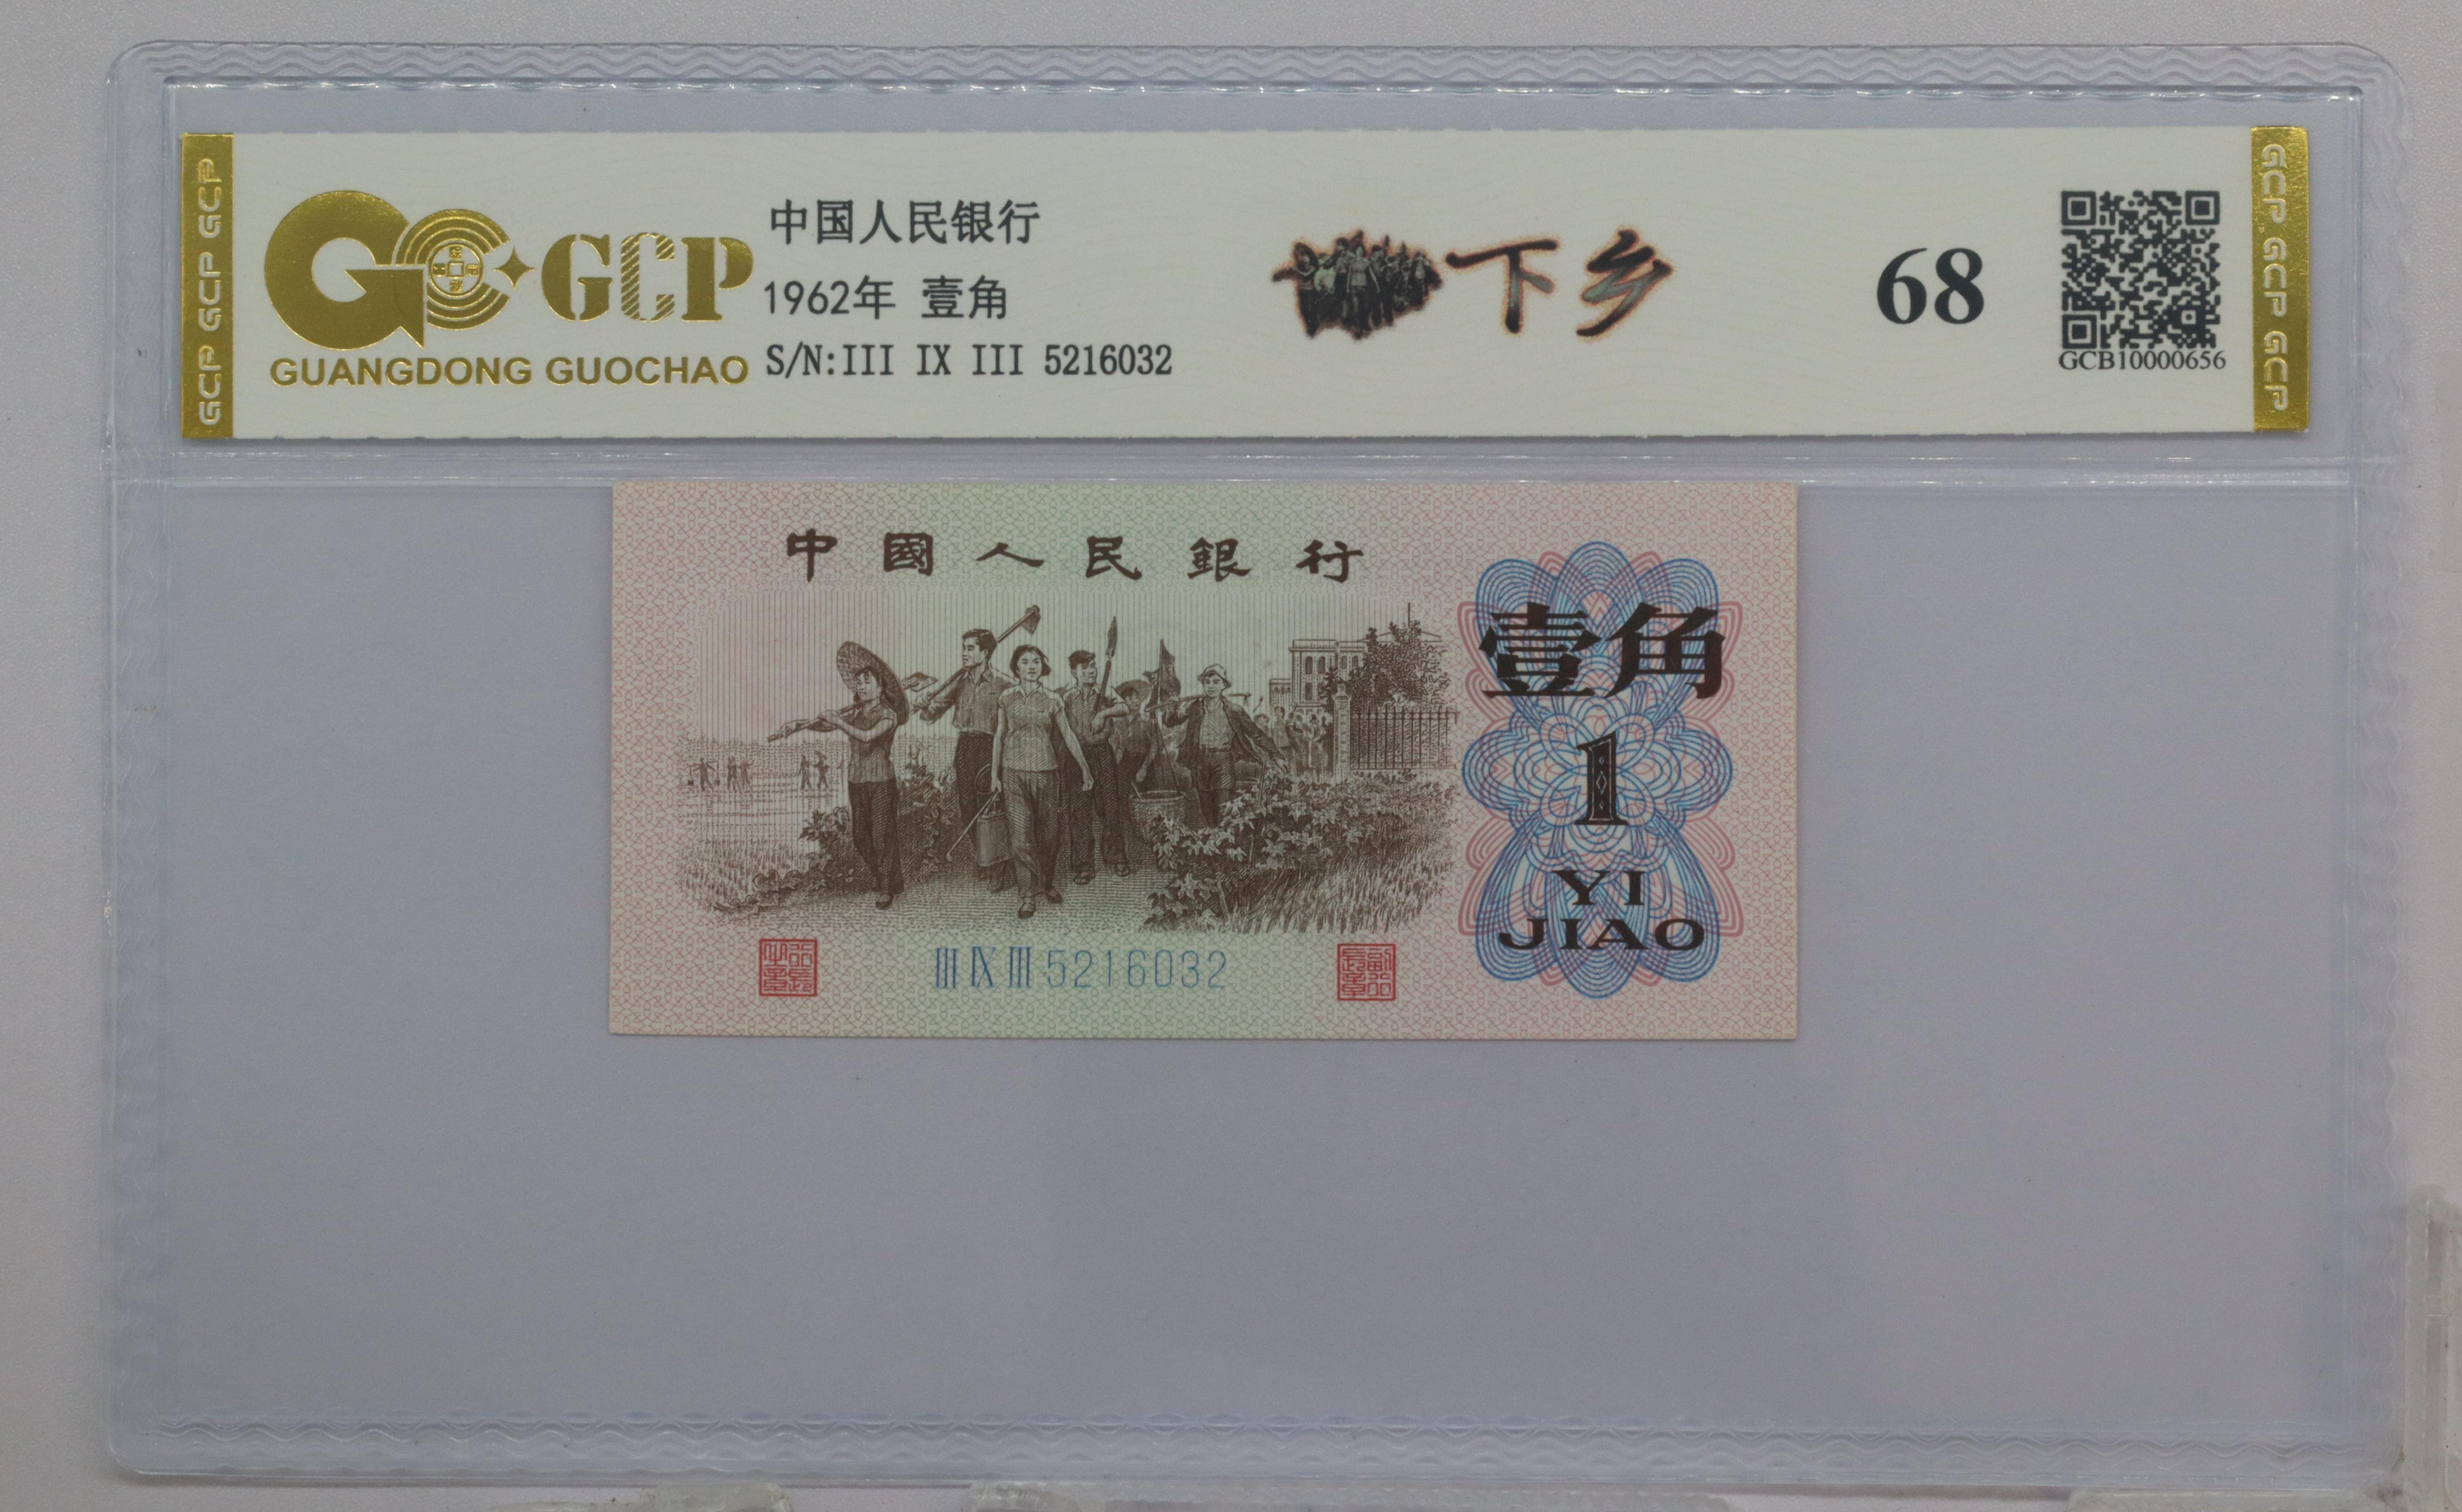 GCP GCP GCP
GCP
GUANGDONG GUOCHAO
中国人民银行
1962年 壹角
S/N:III IX III 5216032
下乡
68
GCB10000656
GCP GCP GCP
中國人民銀行
壹角
1
YI
JIAO
III IX III 5216032